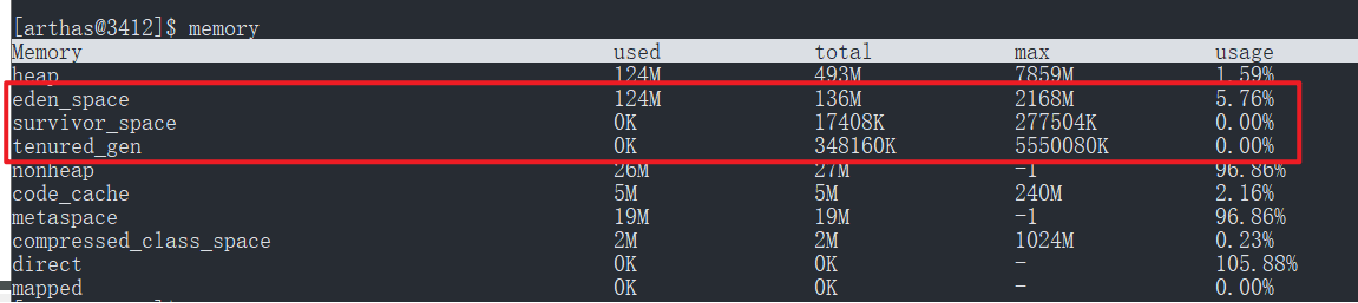 [arthas@3412]$ memory
Memory used total max usage
heap 124M 493M 7859M 1.59%
eden_space 124M 136M 2168M 5.76%
survivor_space 0K 17408K 277504K 0.00%
tenured_gen 0K 348160K 5550080K 0.00%
nonheap 26M 27M -1 96.86%
code_cache 5M 5M 240M 2.16%
metaspace 19M 19M -1 96.86%
compressed_class_space 2M 2M 1024M 0.23%
direct 0K 0K - 105.88%
mapped 0K 0K - 0.00%